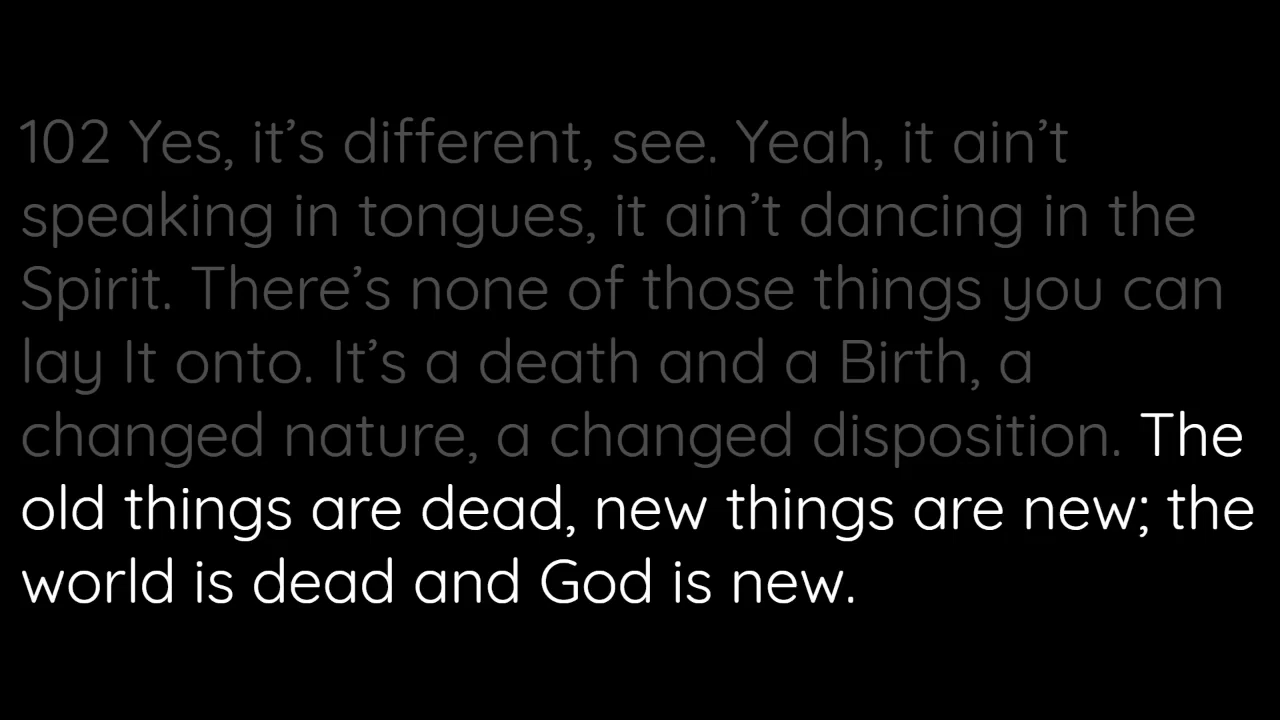 102 Yes, it’s different, see. Yeah, it ain’t
speaking in tongues, it ain’t dancing in the
Spirit. There’s none of those things you can
lay It onto. It’s a death and a Birth, a
changed nature, a changed disposition. The
old things are dead, new things are new; the
world is dead and God is new.